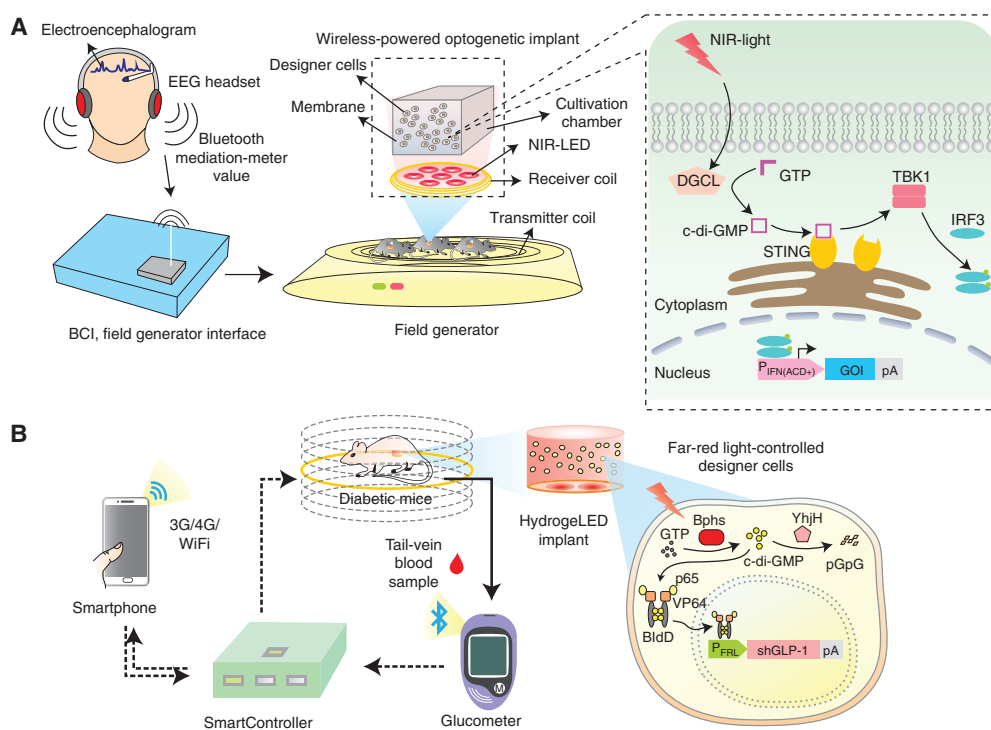 A
Electroencephalogram
EEG headset
Bluetooth
mediation-meter
value
BCI, field generator interface
Wireless-powered optogenetic implant
Designer cells
Membrane
Cultivation
chamber
NIR-LED
Receiver coil
Transmitter coil
Field generator
NIR-light
DGCL
GTP
c-di-GMP
STING
TBK1
IRF3
Cytoplasm
Nucleus
PIFN(ACD+)
GOI
pA
B
3G/4G/
WiFi
Smartphone
SmartController
Diabetic mice
Tail-vein
blood
sample
M
Glucometer
HydrogeLED
implant
Far-red light-controlled
designer cells
GTP
Bphs
c-di-GMP
YhjH
pGpG
p65
VP64
BldD
PFRL
shGLP-1
pA